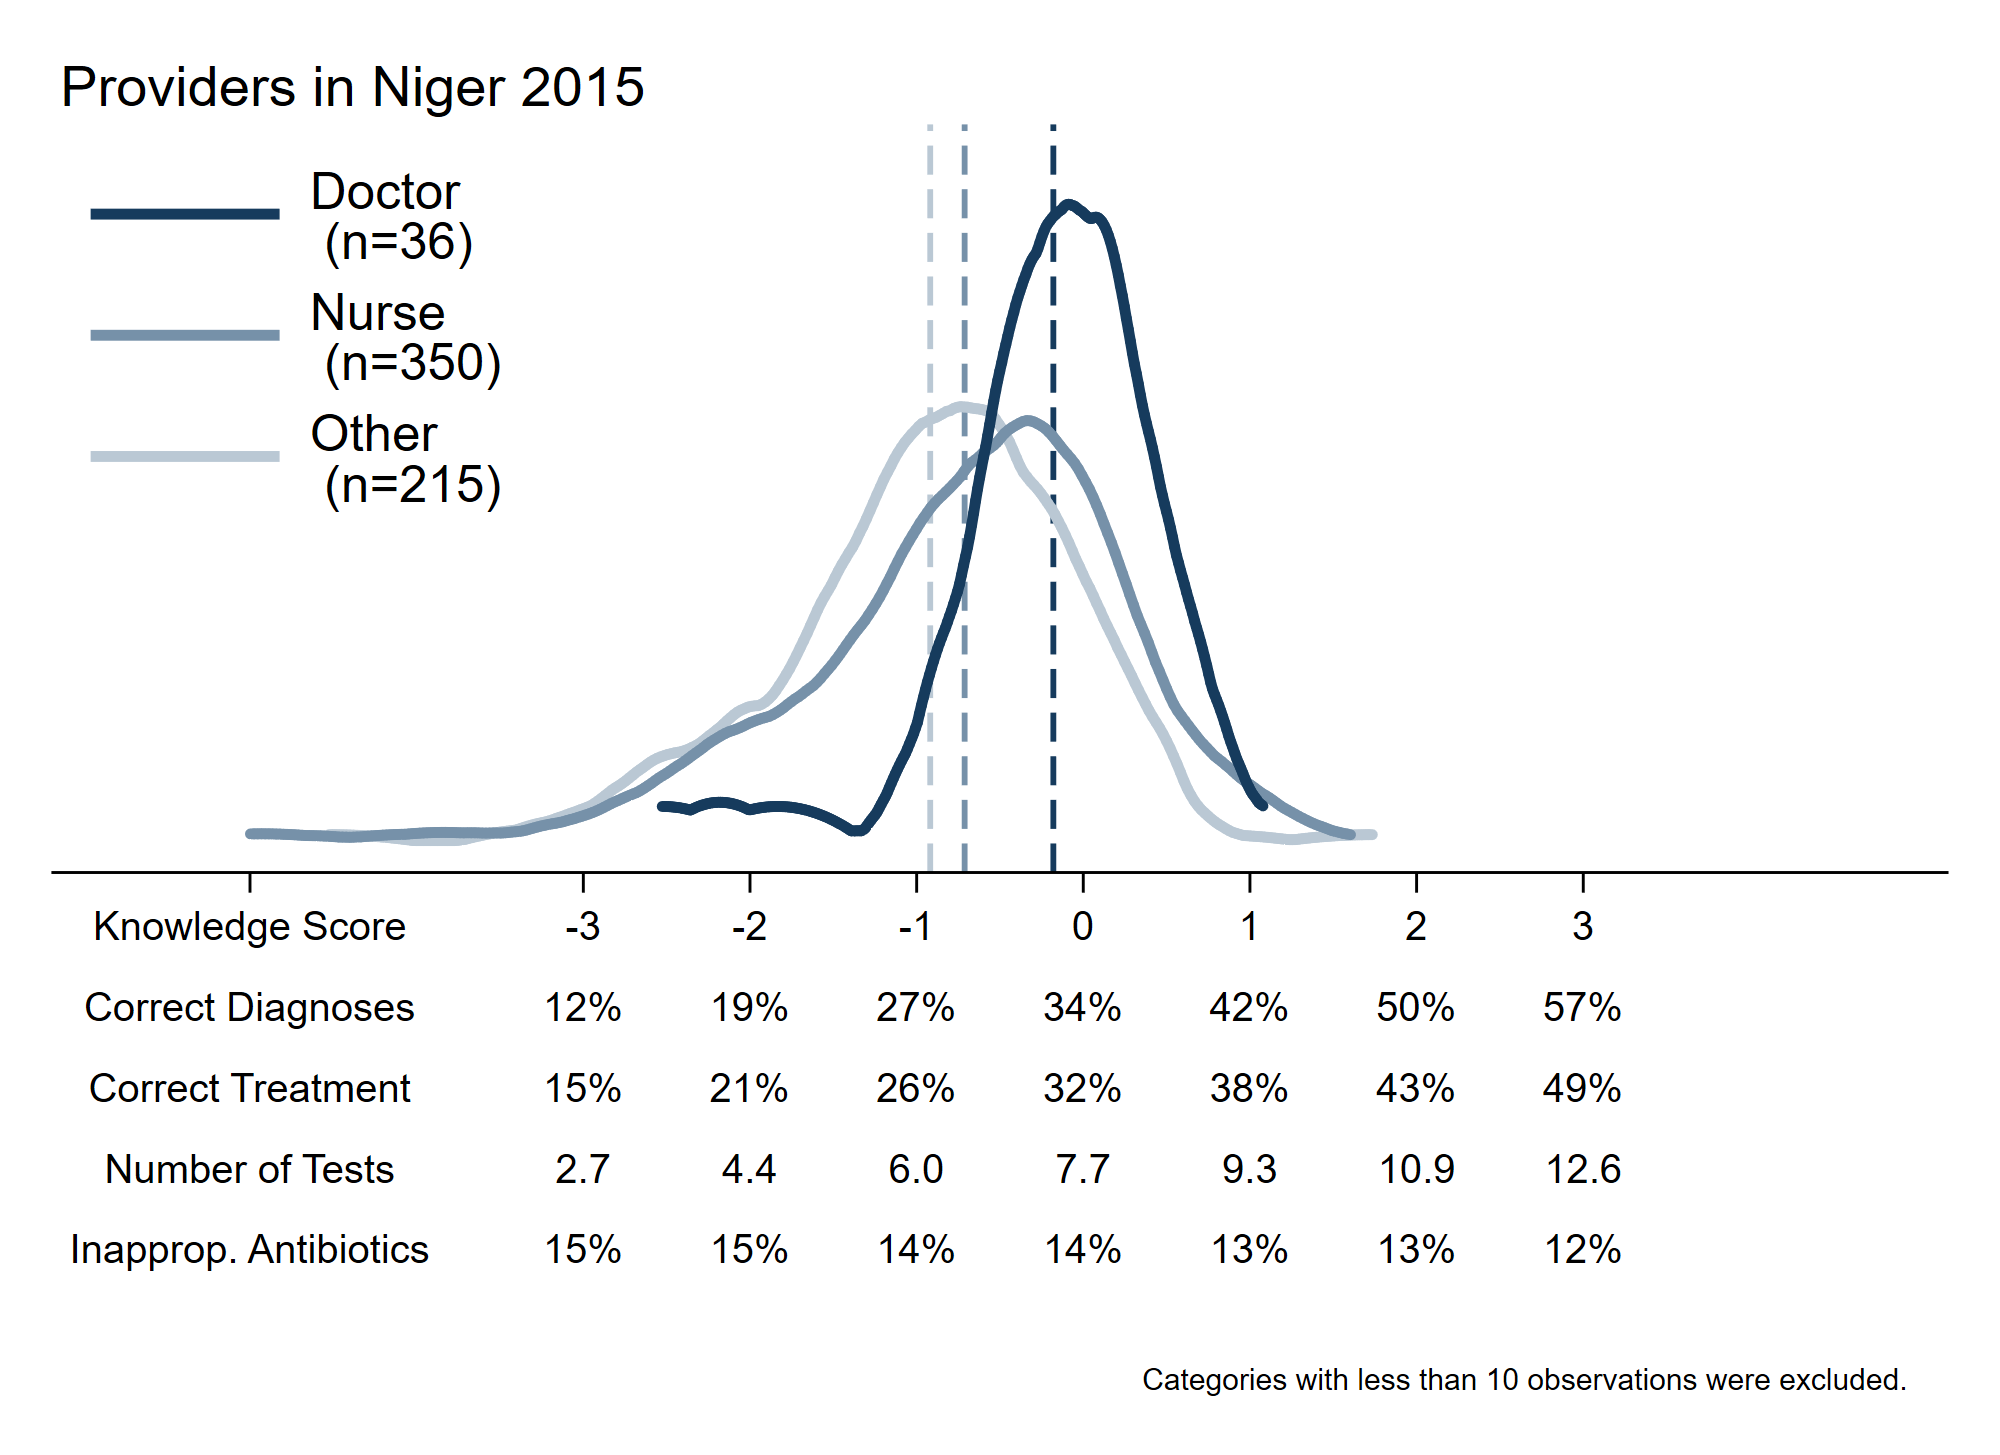 Providers in Niger 2015
Doctor
(n=36)
Nurse
(n=350)
Other
(n=215)
Knowledge Score -3 -2 -1 0 1 2 3
Correct Diagnoses 12% 19% 27% 34% 42% 50% 57%
Correct Treatment 15% 21% 26% 32% 38% 43% 49%
Number of Tests 2.7 4.4 6.0 7.7 9.3 10.9 12.6
Inapprop. Antibiotics 15% 15% 14% 14% 13% 13% 12%
Categories with less than 10 observations were excluded.